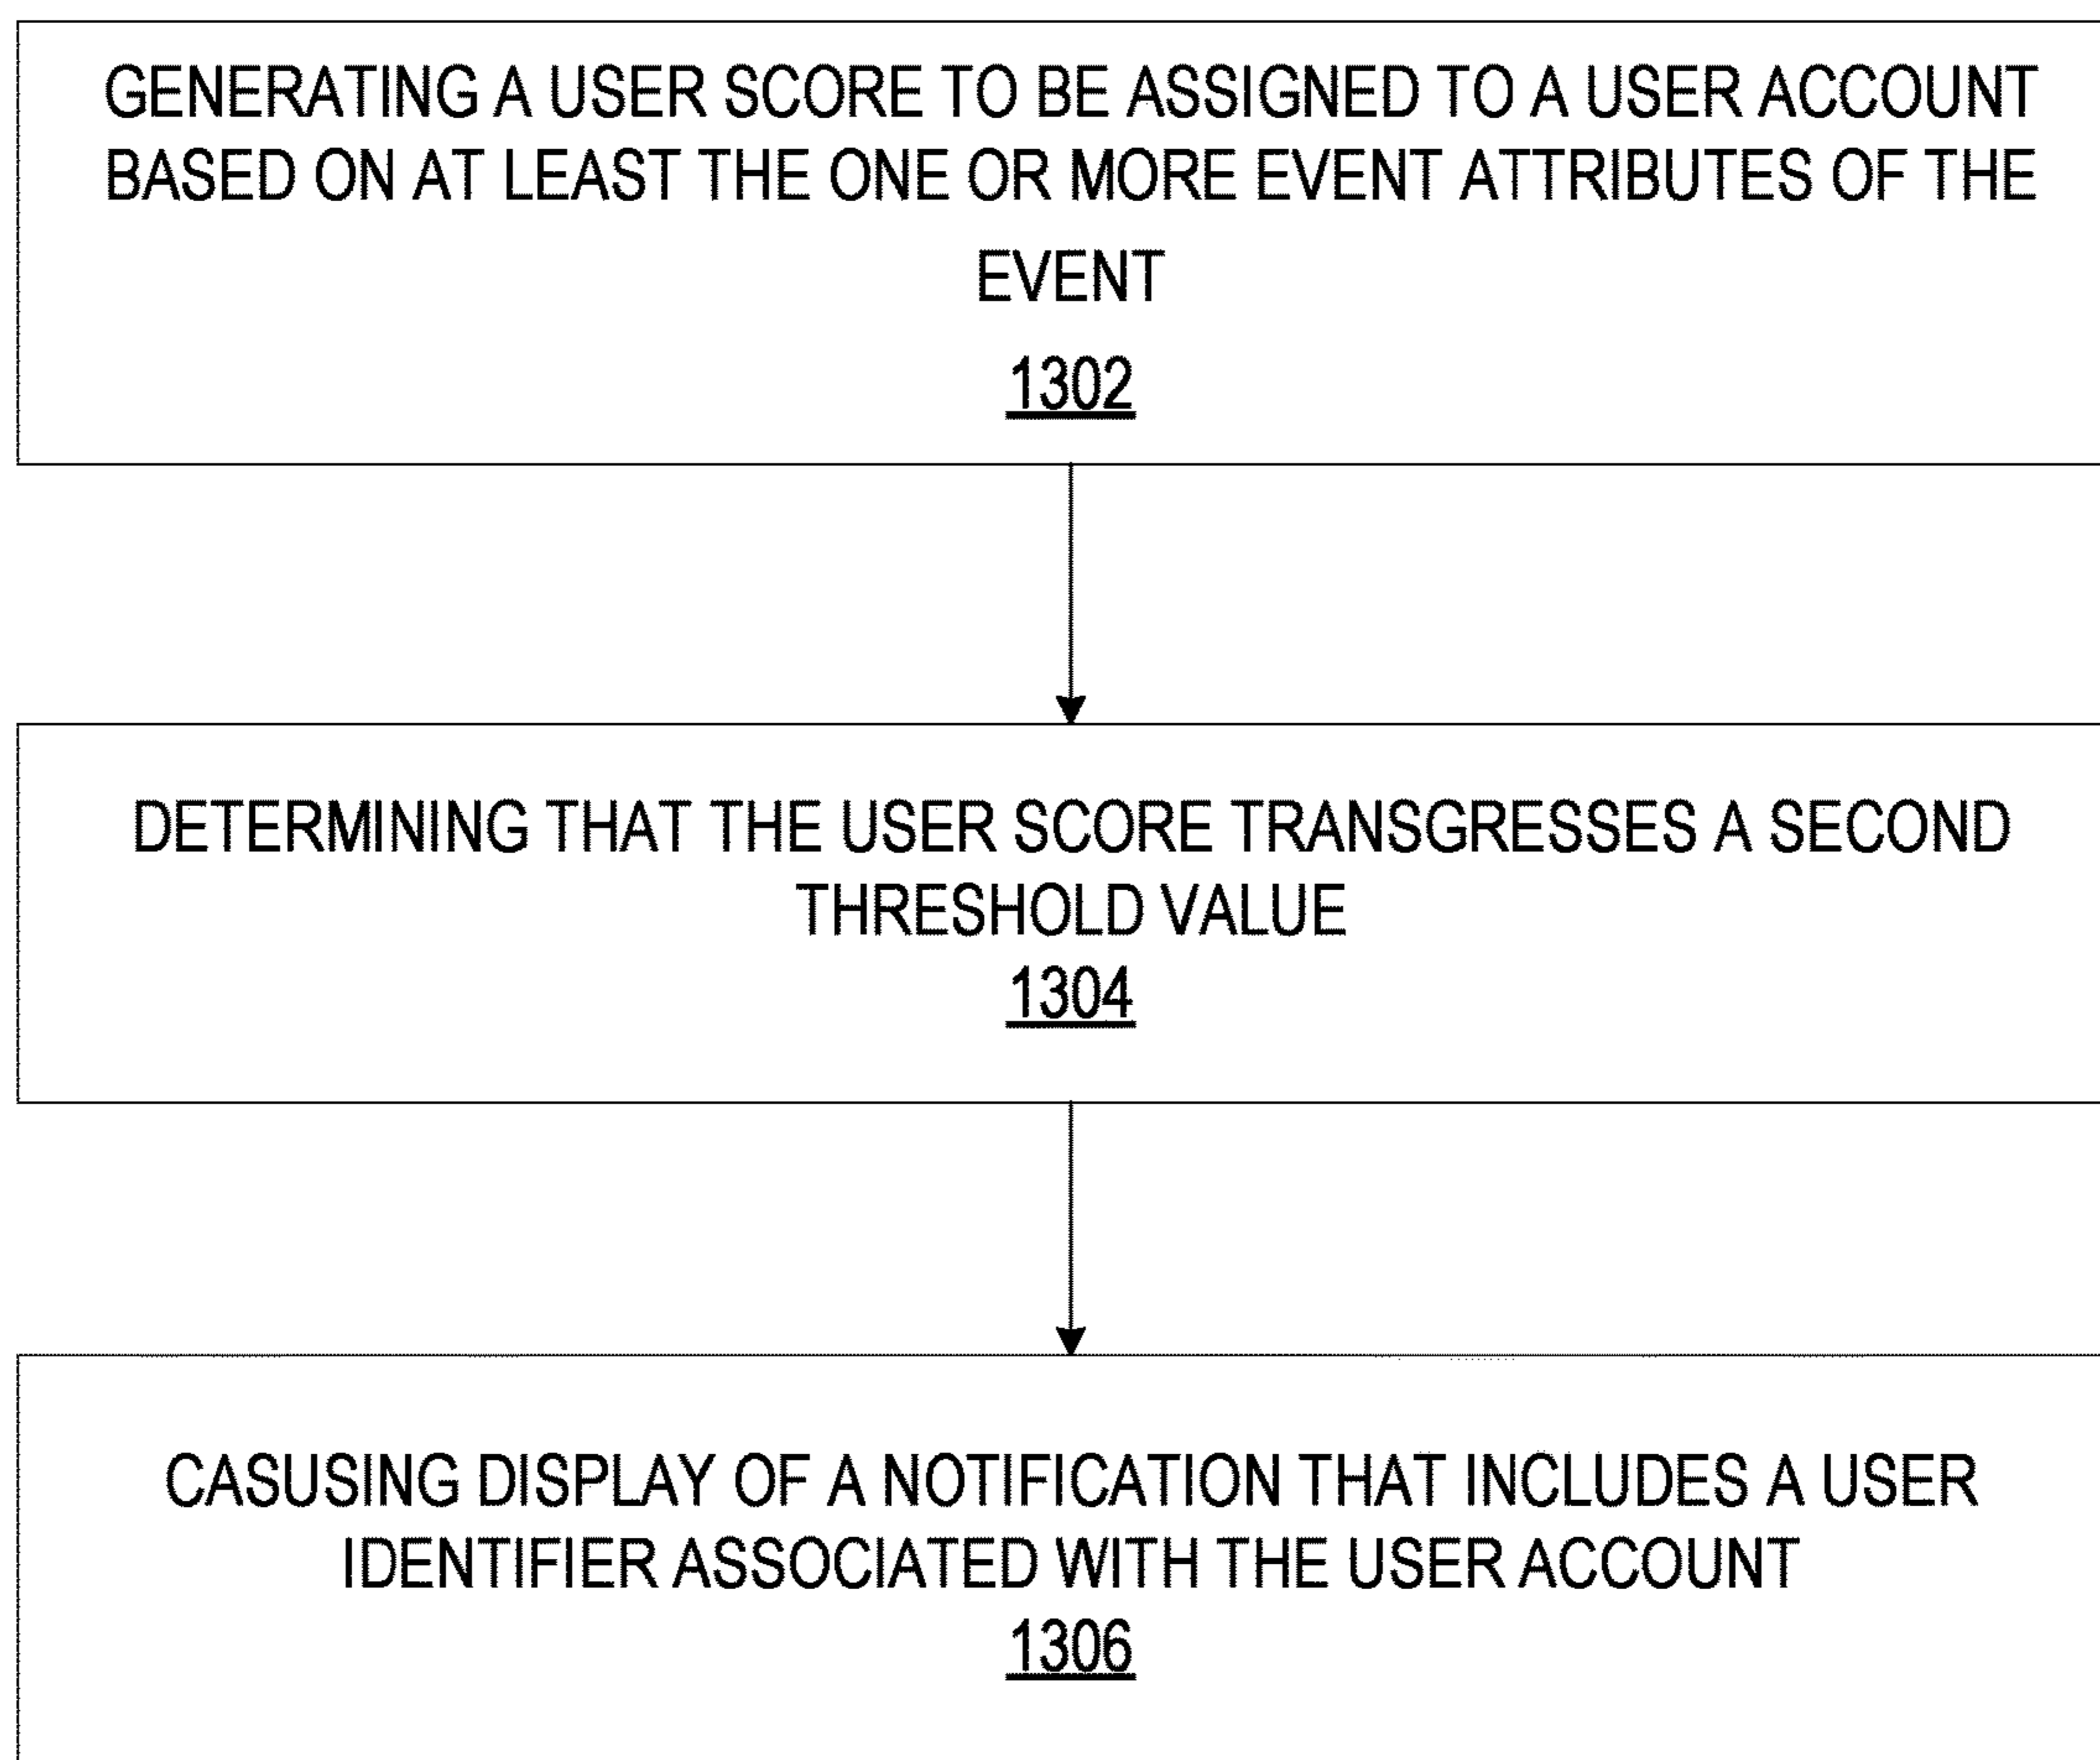 GENERATING A USER SCORE TO BE ASSIGNED TO A USER ACCOUNT
BASED ON AT LEAST THE ONE OR MORE EVENT ATTRIBUTES OF THE
EVENT
1302
DETERMINING THAT THE USER SCORE TRANSGRESSES A SECOND
THRESHOLD VALUE
1304
CASUSING DISPLAY OF A NOTIFICATION THAT INCLUDES A USER
IDENTIFIER ASSOCIATED WITH THE USER ACCOUNT
1306